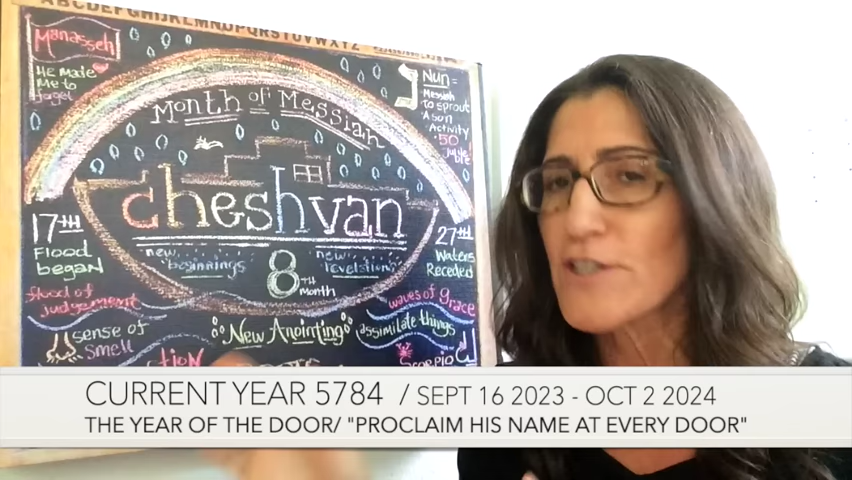 ABCDEFGHIJKLMNOPQRSTUVWXYZ
Manasseh
He made
Me to
forget
Month of Messiah
Nun =
Messiah
to sprout
A son
Activity
50
jubile
cheshvan
17TH
Flood
began
new
beginnings
8TH
month
new
revelations
27TH
Waters
Receded
flood of
judgement
waves of grace
sense of
Smell
New Anointing
assimilate things
Scorpio
CURRENT YEAR 5784 / SEPT 16 2023 - OCT 2 2024
THE YEAR OF THE DOOR/ "PROCLAIM HIS NAME AT EVERY DOOR"